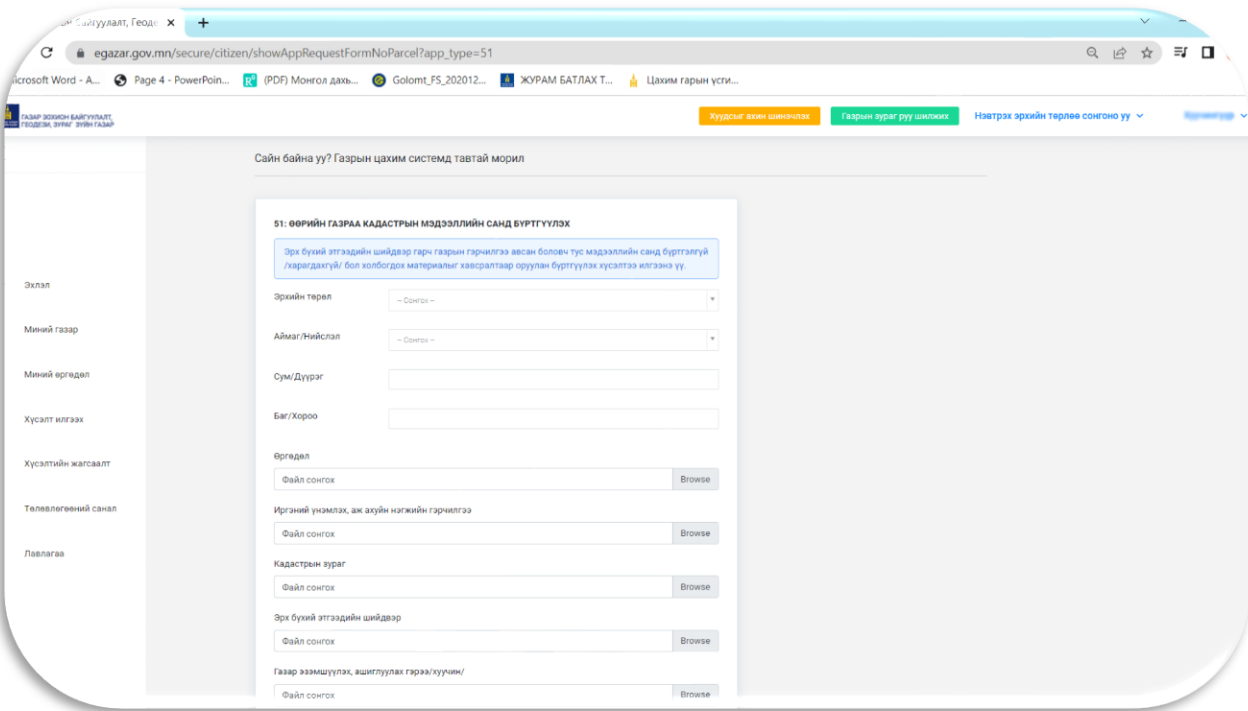 байгуулалт, Геоде × +
egazar.gov.mn/secure/citizen/showAppRequestFormNoParcel?app_type=51
icrosoft Word - A... Page 4 - PowerPoin... (PDF) Монгол дахь... Golomt_FS_202012... ЖУРАМ БАТЛАХ Т... Цахим гарын үсги...
ГАЗАР ЗОХИОН БАЙГУУЛАЛТ,
ГЕОДЕЗИ, ЗУРАГ ЗҮЙН ГАЗАР
Хуудсыг ахин шинэчлэх Газрын зураг руу шилжих Нэвтрэх эрхийн төрлөө сонгоно уу
Сайн байна уу? Газрын цахим системд тавтай морил
Эхлэл
Миний газар
Миний өргөдөл
Хүсэлт илгээх
Хүсэлтийн жагсаалт
Төлөвлөгөөний санал
Лавлагаа
51: ӨӨРИЙН ГАЗРАА КАДАСТРЫН МЭДЭЭЛЛИЙН САНД БҮРТГҮҮЛЭХ
Эрх бүхий этгээдийн шийдвэр гарч газрын гэрчилгээ авсан боловч тус мэдээллийн санд бүртгэлгүй
/харагдахгүй/ бол холбогдох материалыг хавсралтаар оруулан бүртгүүлэх хүсэлтээ илгээнэ үү.
Эрхийн төрөл
-- Сонгох --
Аймаг/Нийслэл
-- Сонгох --
Сум/Дүүрэг
Баг/Хороо
Өргөдөл
Файл сонгох Browse
Иргэний үнэмлэх, аж ахуйн нэгжийн гэрчилгээ
Файл сонгох Browse
Кадастрын зураг
Файл сонгох Browse
Эрх бүхий этгээдийн шийдвэр
Файл сонгох Browse
Газар эзэмшүүлэх, ашиглуулах гэрээ/хуучин/
Файл сонгох Browse